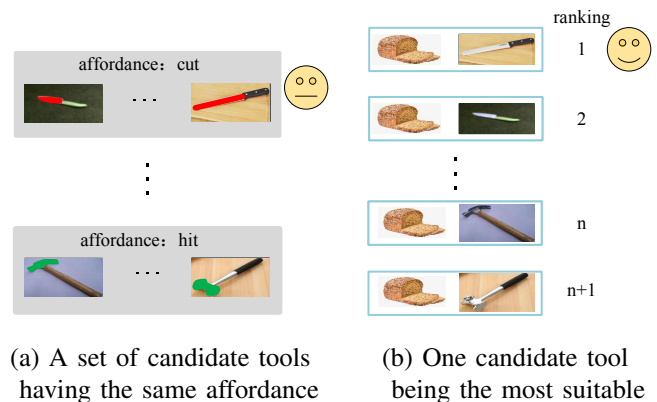 affordance: cut
. . .
affordance: hit
. . .
(a) A set of candidate tools
having the same affordance
ranking
1
2
n
n+1
(b) One candidate tool
being the most suitable